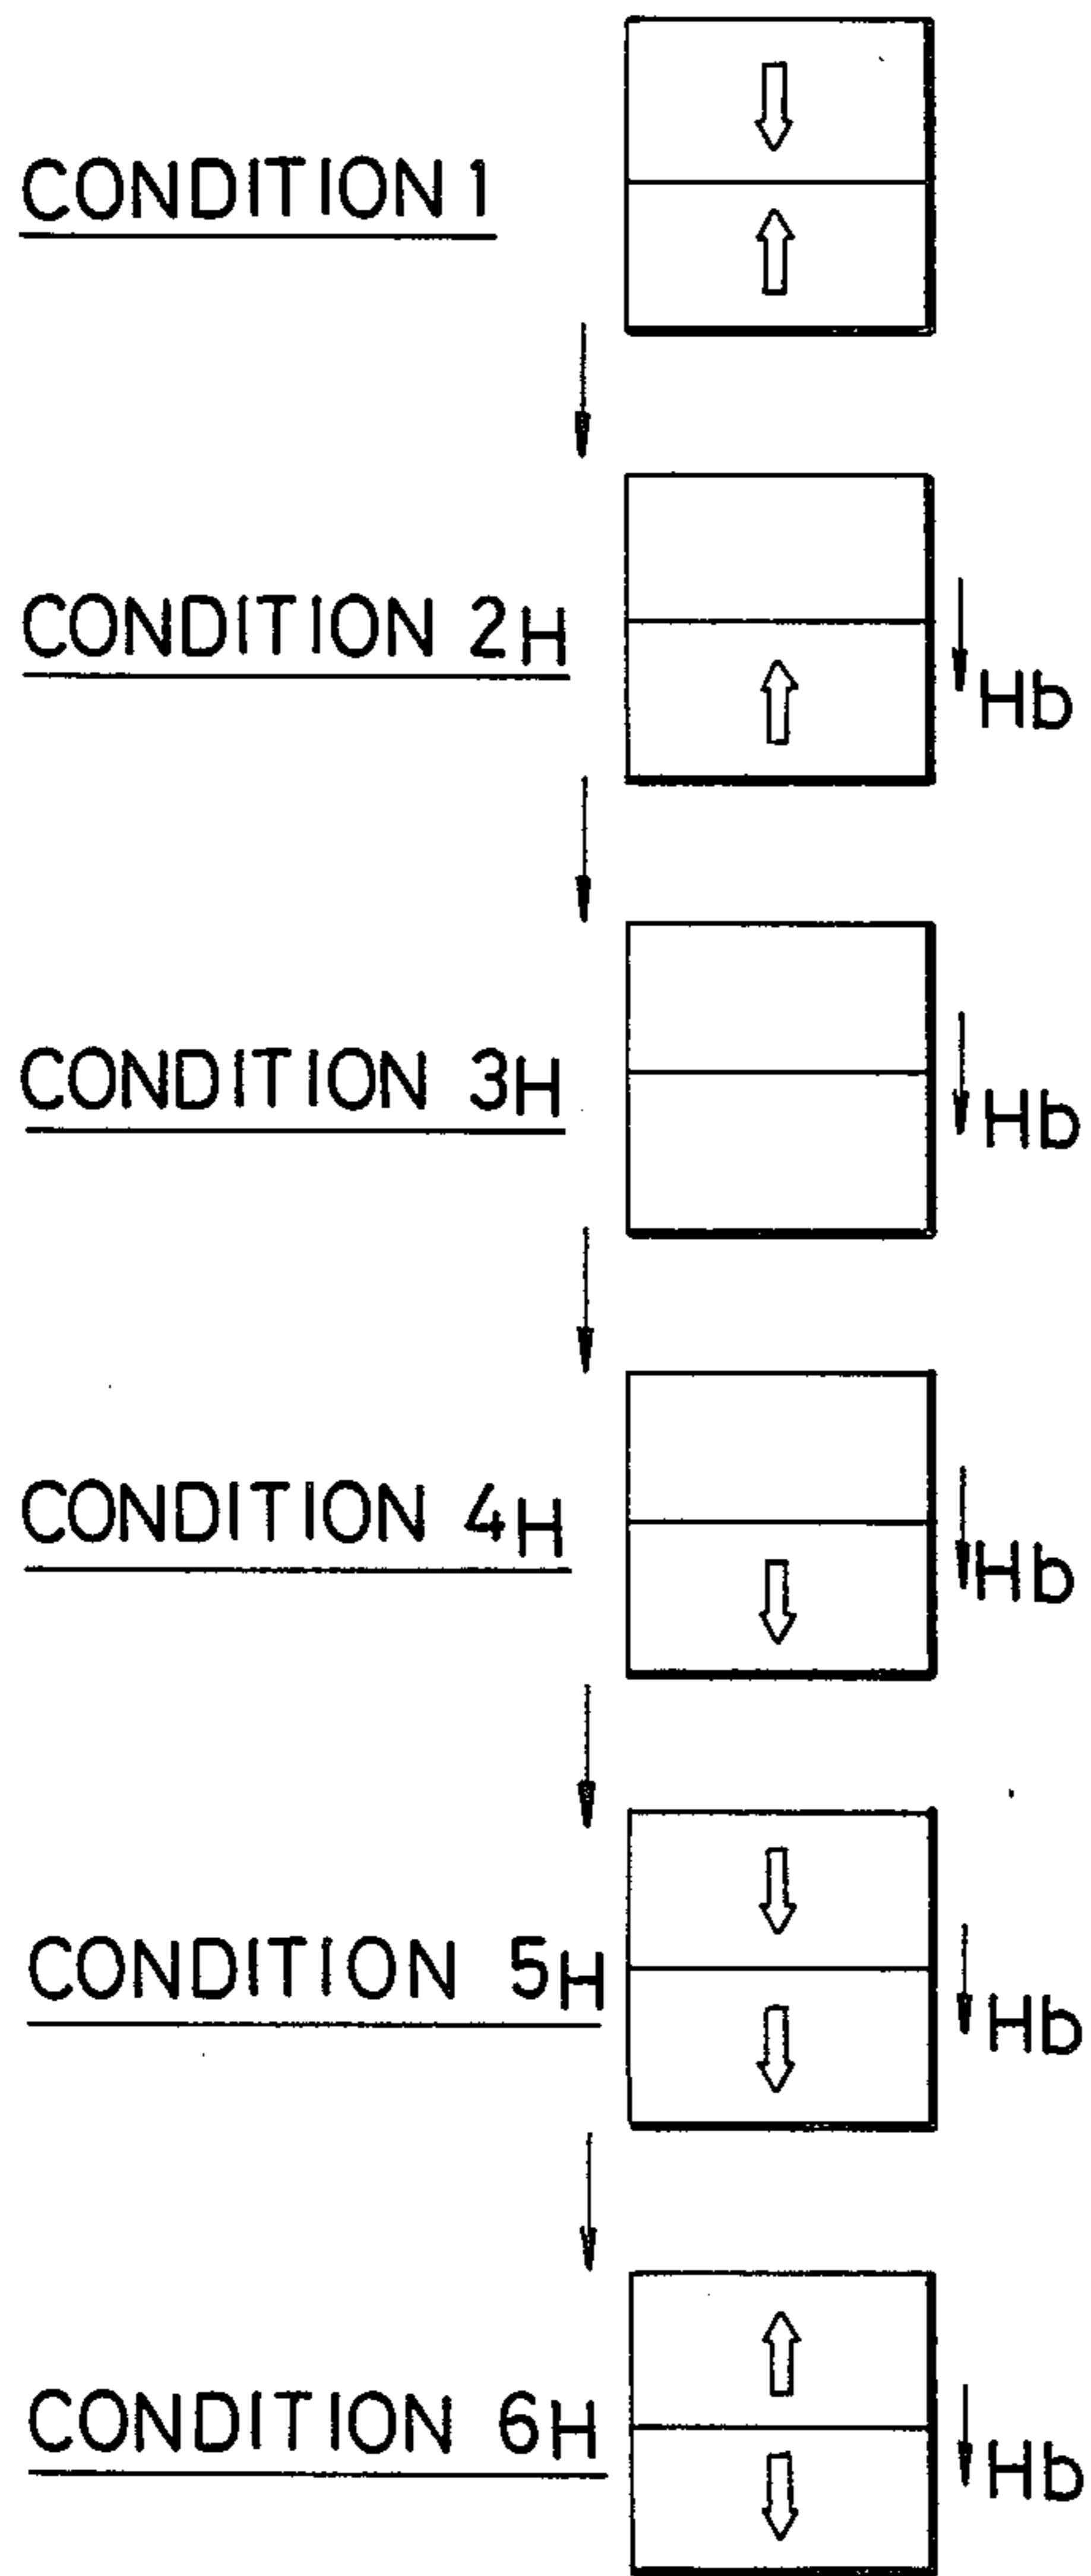 CONDITION 1
CONDITION 2H
Hb
CONDITION 3H
Hb
CONDITION 4H
Hb
CONDITION 5H
Hb
CONDITION 6H
Hb